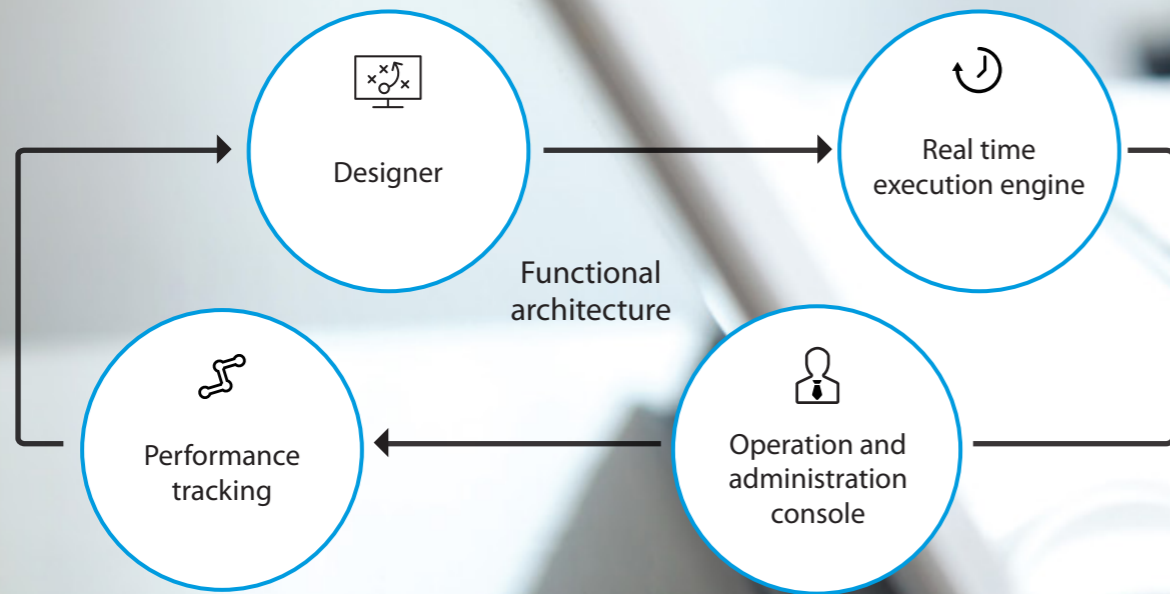 Designer
Real time
execution engine
Functional
architecture
Performance
tracking
Operation and
administration
console